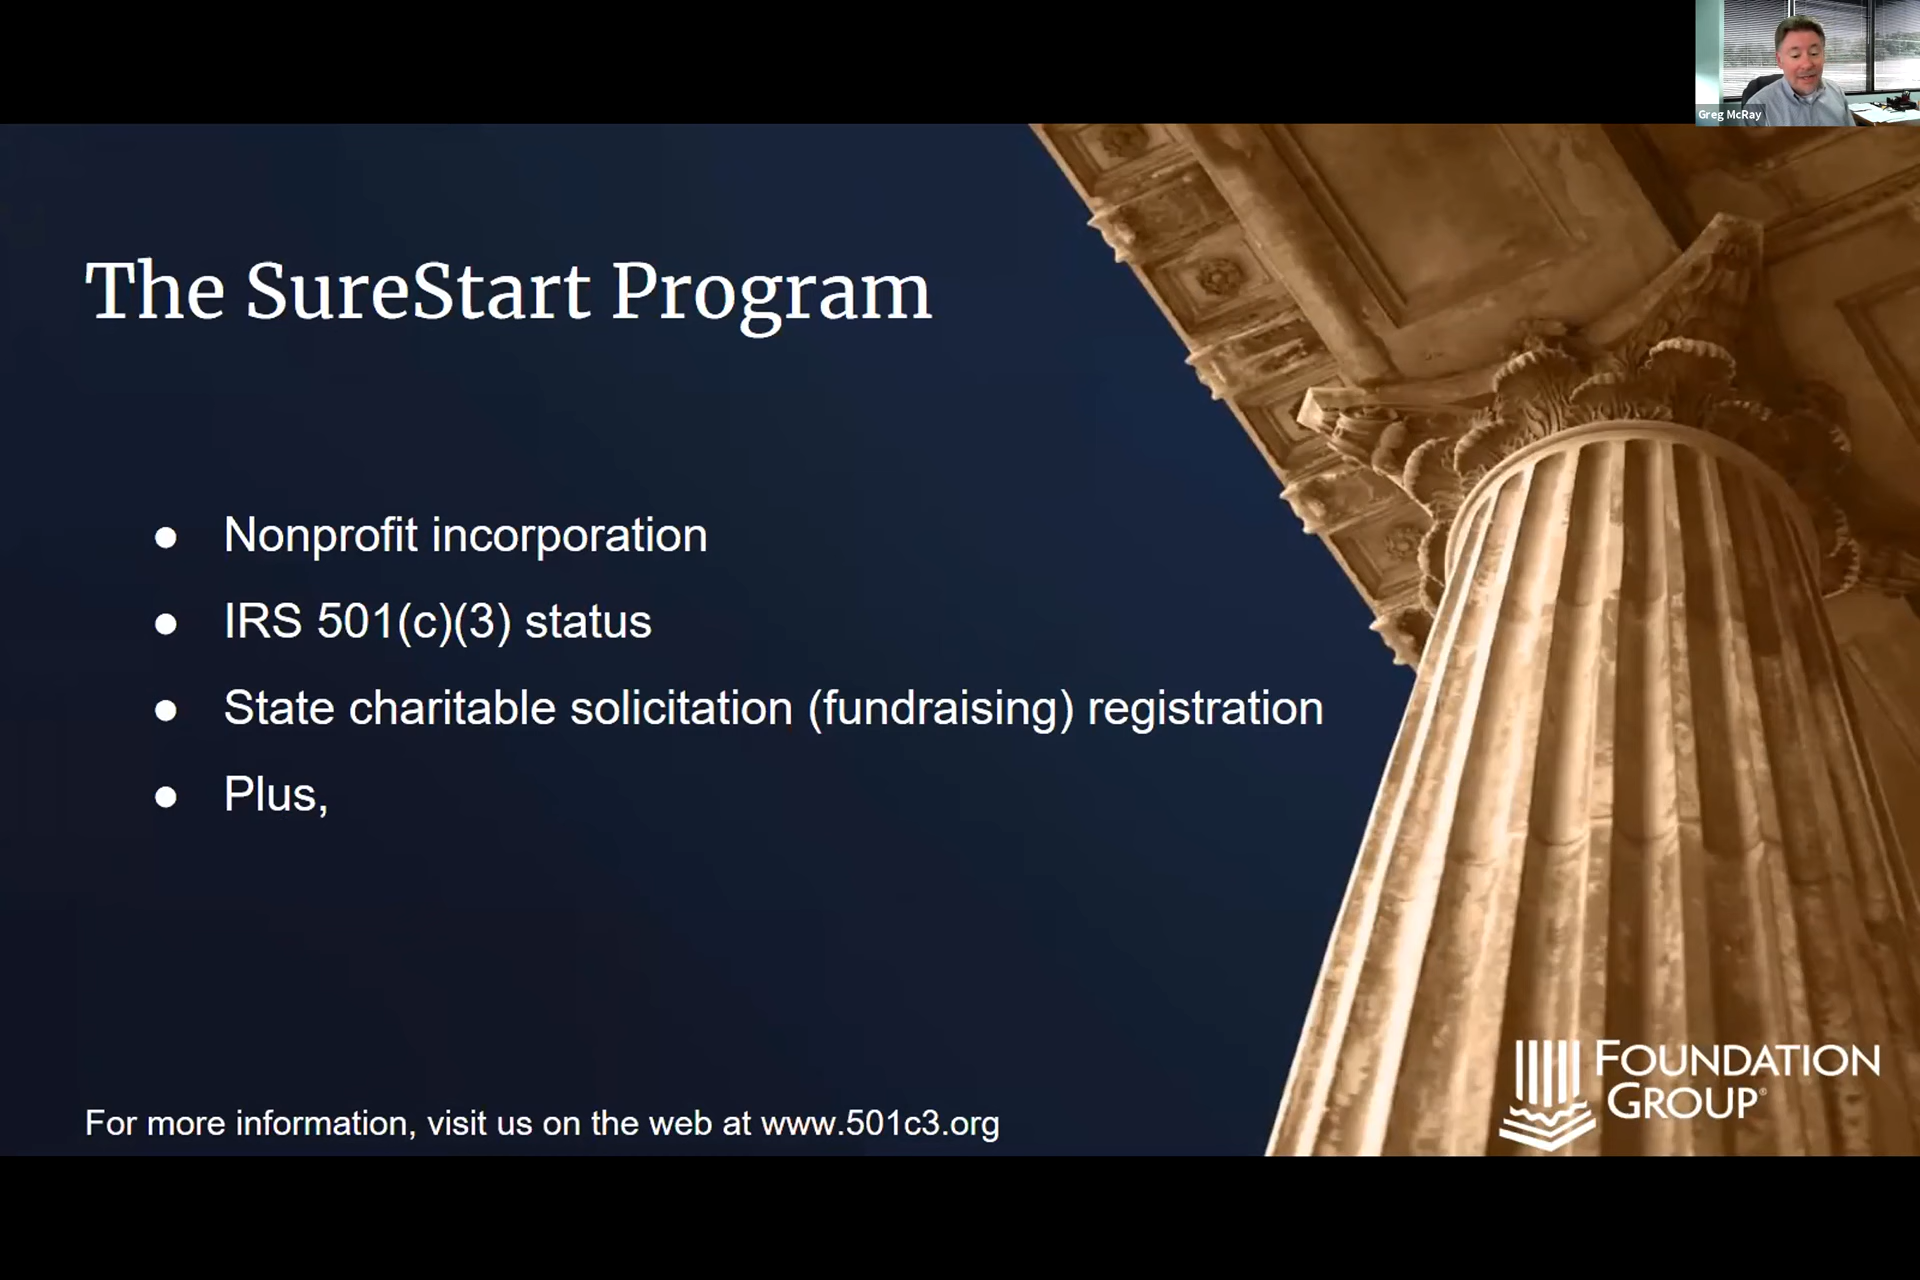 Greg McRay
The SureStart Program
● Nonprofit incorporation
● IRS 501(c)(3) status
● State charitable solicitation (fundraising) registration
● Plus,
For more information, visit us on the web at www.501c3.org
FOUNDATION
GROUP®